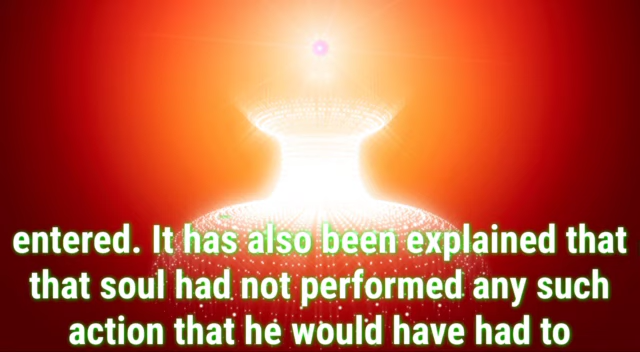 entered. It has also been explained that
that soul had not performed any such
action that he would have had to